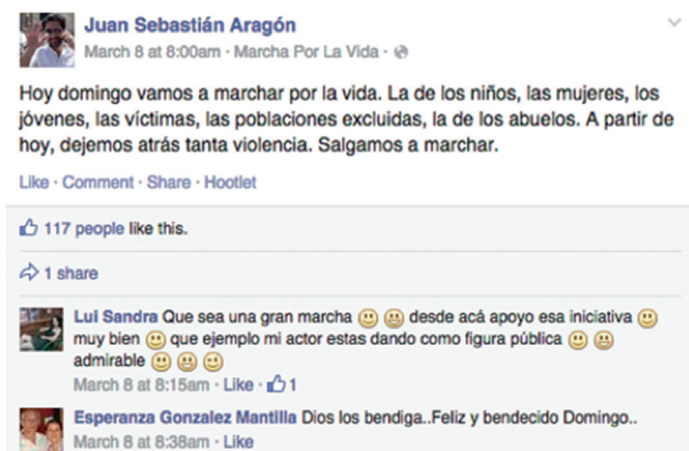 Juan Sebastián Aragón
March 8 at 8:00am · Marcha Por La Vida ·
Hoy domingo vamos a marchar por la vida. La de los niños, las mujeres, los
jóvenes, las víctimas, las poblaciones excluidas, la de los abuelos. A partir de
hoy, dejemos atrás tanta violencia. Salgamos a marchar.
Like · Comment · Share · Hootlet
117 people like this.
1 share
Lui Sandra Que sea una gran marcha 🙂 😁 desde acá apoyo esa iniciativa 🙂
muy bien 🙂 que ejemplo mi actor estas dando como figura pública 🙂 😁
admirable 🙂 😁 😉
March 8 at 8:15am · Like · 1
Esperanza Gonzalez Mantilla Dios los bendiga..Feliz y bendecido Domingo..
March 8 at 8:38am · Like